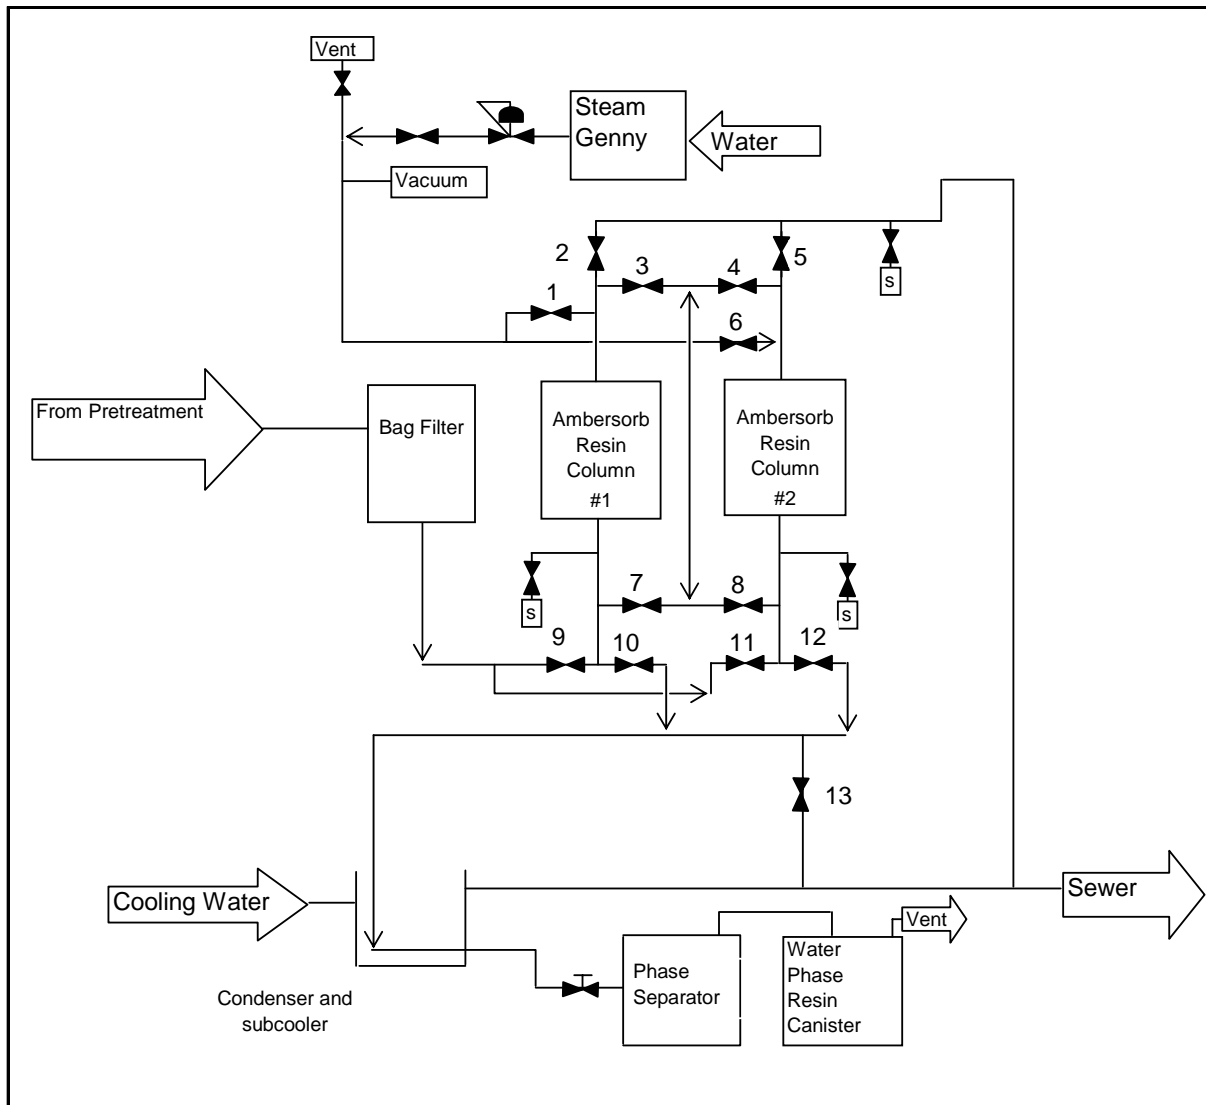 Vent
Steam
Genny
Water
Vacuum
2
5
3
4
s
1
6
From Pretreatment
Bag Filter
Ambersorb
Resin
Column
#1
Ambersorb
Resin
Column
#2
7
8
s
s
9
10
11
12
13
Cooling Water
Sewer
Vent
Phase
Separator
Water
Phase
Resin
Canister
Condenser and
subcooler